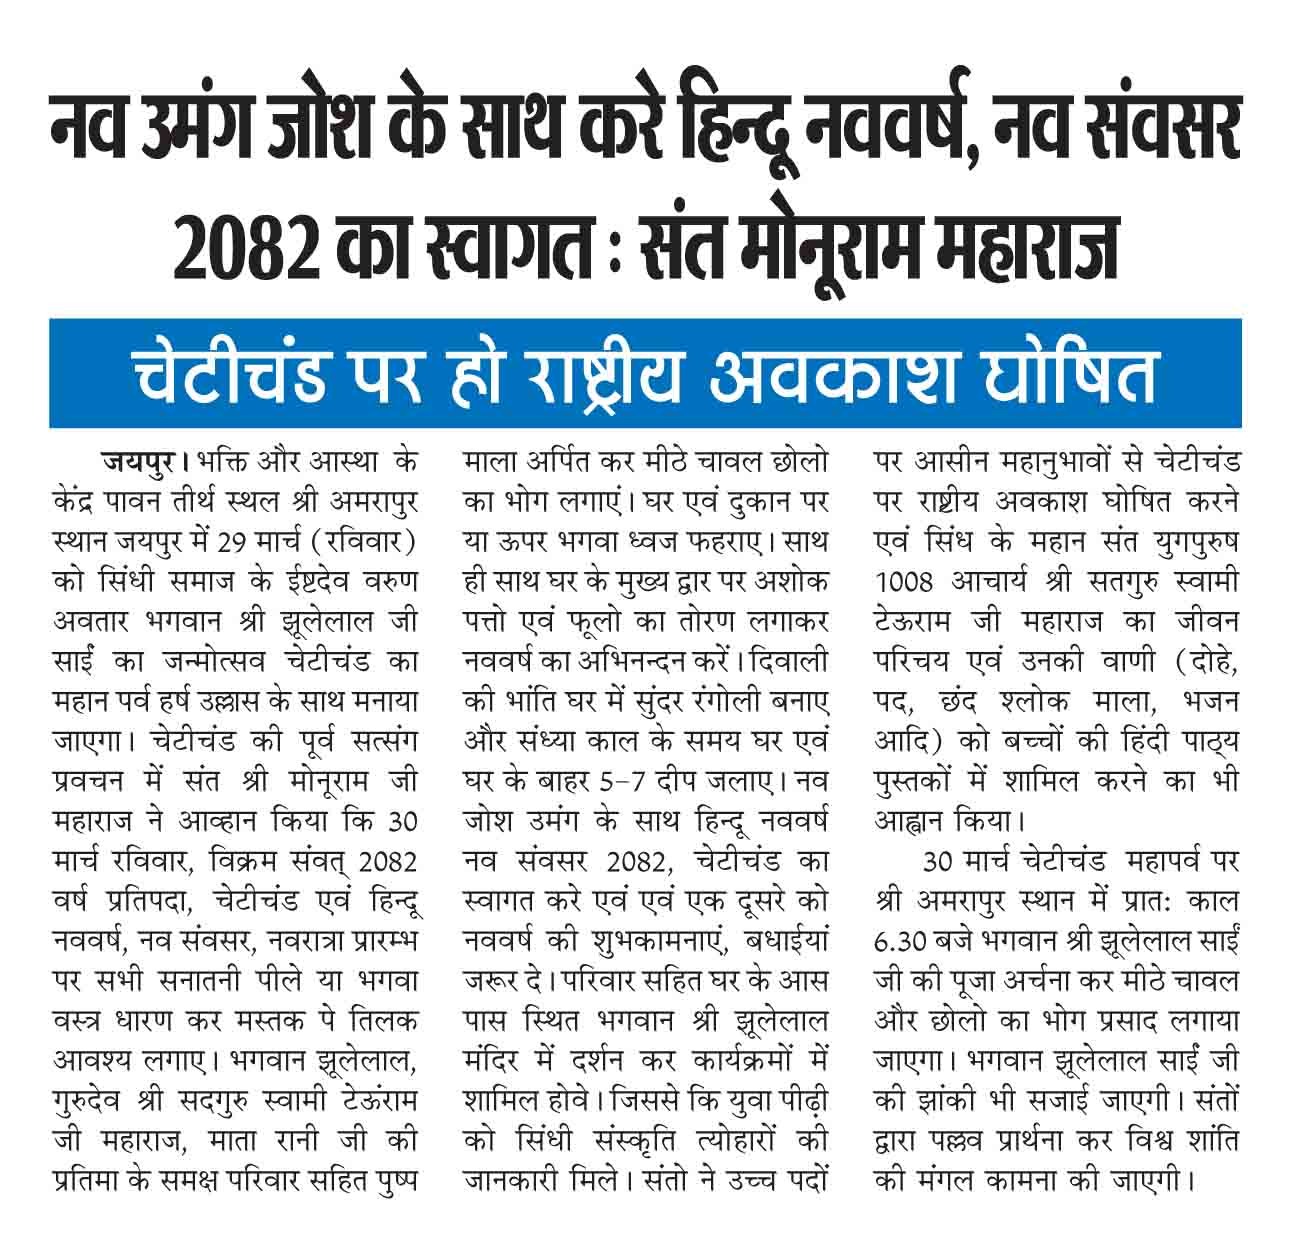 नव उमंग जोश के साथ करे हिन्दू नववर्ष, नव संवसर
2082 का स्वागत : संत मोनूराम महाराज
चेटीचंड पर हो राष्ट्रीय अवकाश घोषित
जयपुर। भक्ति और आस्था के
केंद्र पावन तीर्थ स्थल श्री अमरापुर
स्थान जयपुर में 29 मार्च (रविवार)
को सिंधी समाज के ईष्टदेव वरुण
अवतार भगवान श्री झूलेलाल जी
साईं का जन्मोत्सव चेटीचंड का
महान पर्व हर्ष उल्लास के साथ मनाया
जाएगा। चेटीचंड की पूर्व सत्संग
प्रवचन में संत श्री मोनूराम जी
महाराज ने आव्हान किया कि 30
मार्च रविवार, विक्रम संवत् 2082
वर्ष प्रतिपदा, चेटीचंड एवं हिन्दू
नववर्ष, नव संवसर, नवरात्रा प्रारम्भ
पर सभी सनातनी पीले या भगवा
वस्त्र धारण कर मस्तक पे तिलक
आवश्य लगाए। भगवान झूलेलाल,
गुरुदेव श्री सदगुरु स्वामी टेऊंराम
जी महाराज, माता रानी जी की
प्रतिमा के समक्ष परिवार सहित पुष्प
माला अर्पित कर मीठे चावल छोलो
का भोग लगाएं। घर एवं दुकान पर
या ऊपर भगवा ध्वज फहराए। साथ
ही साथ घर के मुख्य द्वार पर अशोक
पत्तो एवं फूलो का तोरण लगाकर
नववर्ष का अभिनन्दन करें। दिवाली
की भांति घर में सुंदर रंगोली बनाए
और संध्या काल के समय घर एवं
घर के बाहर 5-7 दीप जलाए। नव
जोश उमंग के साथ हिन्दू नववर्ष
नव संवसर 2082, चेटीचंड का
स्वागत करे एवं एवं एक दूसरे को
नववर्ष की शुभकामनाएं, बधाईयां
जरूर दे। परिवार सहित घर के आस
पास स्थित भगवान श्री झूलेलाल
मंदिर में दर्शन कर कार्यक्रमों में
शामिल होवे। जिससे कि युवा पीढ़ी
को सिंधी संस्कृति त्योहारों की
जानकारी मिले। संतो ने उच्च पदों
पर आसीन महानुभावों से चेटीचंड
पर राष्ट्रीय अवकाश घोषित करने
एवं सिंध के महान संत युगपुरुष
1008 आचार्य श्री सतगुरु स्वामी
टेऊराम जी महाराज का जीवन
परिचय एवं उनकी वाणी (दोहे,
पद, छंद श्लोक माला, भजन
आदि) को बच्चों की हिंदी पाठ्य
पुस्तकों में शामिल करने का भी
आह्वान किया।
30 मार्च चेटीचंड महापर्व पर
श्री अमरापुर स्थान में प्रातः काल
6.30 बजे भगवान श्री झूलेलाल साईं
जी की पूजा अर्चना कर मीठे चावल
और छोलो का भोग प्रसाद लगाया
जाएगा। भगवान झूलेलाल साईं जी
की झांकी भी सजाई जाएगी। संतों
द्वारा पल्लव प्रार्थना कर विश्व शांति
की मंगल कामना की जाएगी।